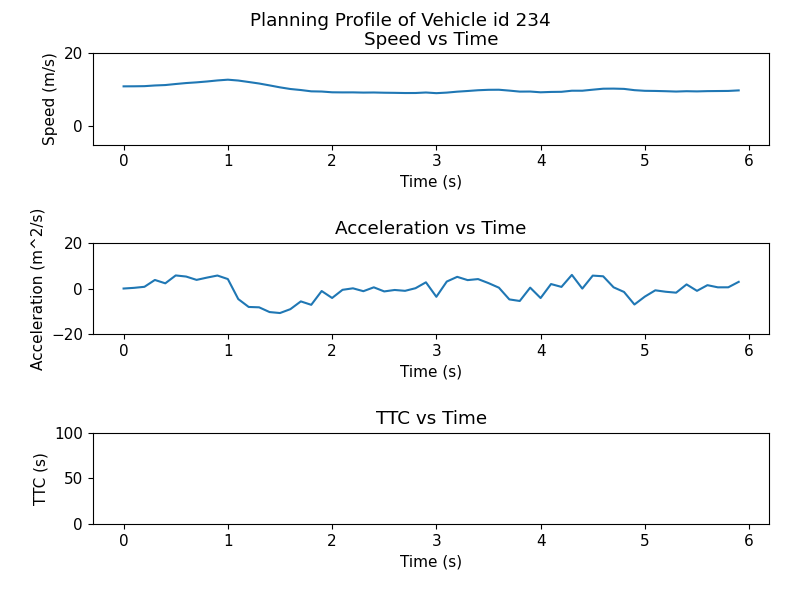 Planning Profile of Vehicle id 234
Speed vs Time
20
0
Speed (m/s)
0 1 2 3 4 5 6
Time (s)
Acceleration vs Time
20
0
−20
Acceleration (m^2/s)
0 1 2 3 4 5 6
Time (s)
TTC vs Time
100
50
0
TTC (s)
0 1 2 3 4 5 6
Time (s)